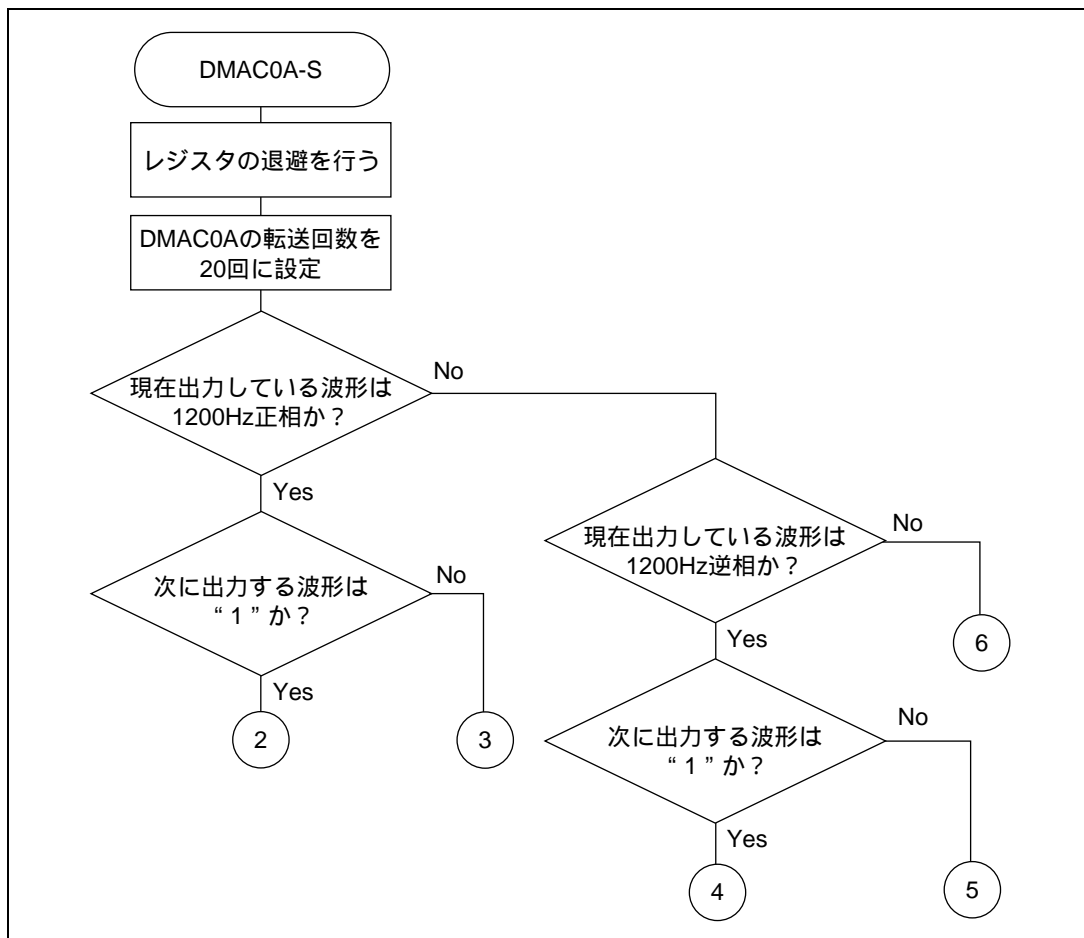 DMAC0A-S
レジスタの退避を行う
DMAC0Aの転送回数を
20回に設定
現在出力している波形は
1200Hz正相か？
No
Yes
次に出力する波形は
“ 1 ” か？
No
Yes
2
3
現在出力している波形は
1200Hz逆相か？
No
Yes
6
次に出力する波形は
“ 1 ” か？
No
Yes
4
5